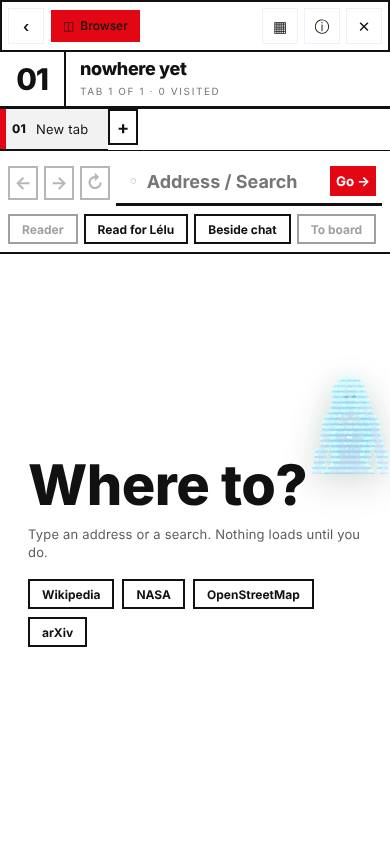 Browser
01
nowhere yet
TAB 1 OF 1 · 0 VISITED
01 New tab +
Address / Search
Go →
Reader
Read for Lélu
Beside chat
To board
Where to?
Type an address or a search. Nothing loads until you
do.
Wikipedia
NASA
OpenStreetMap
arXiv